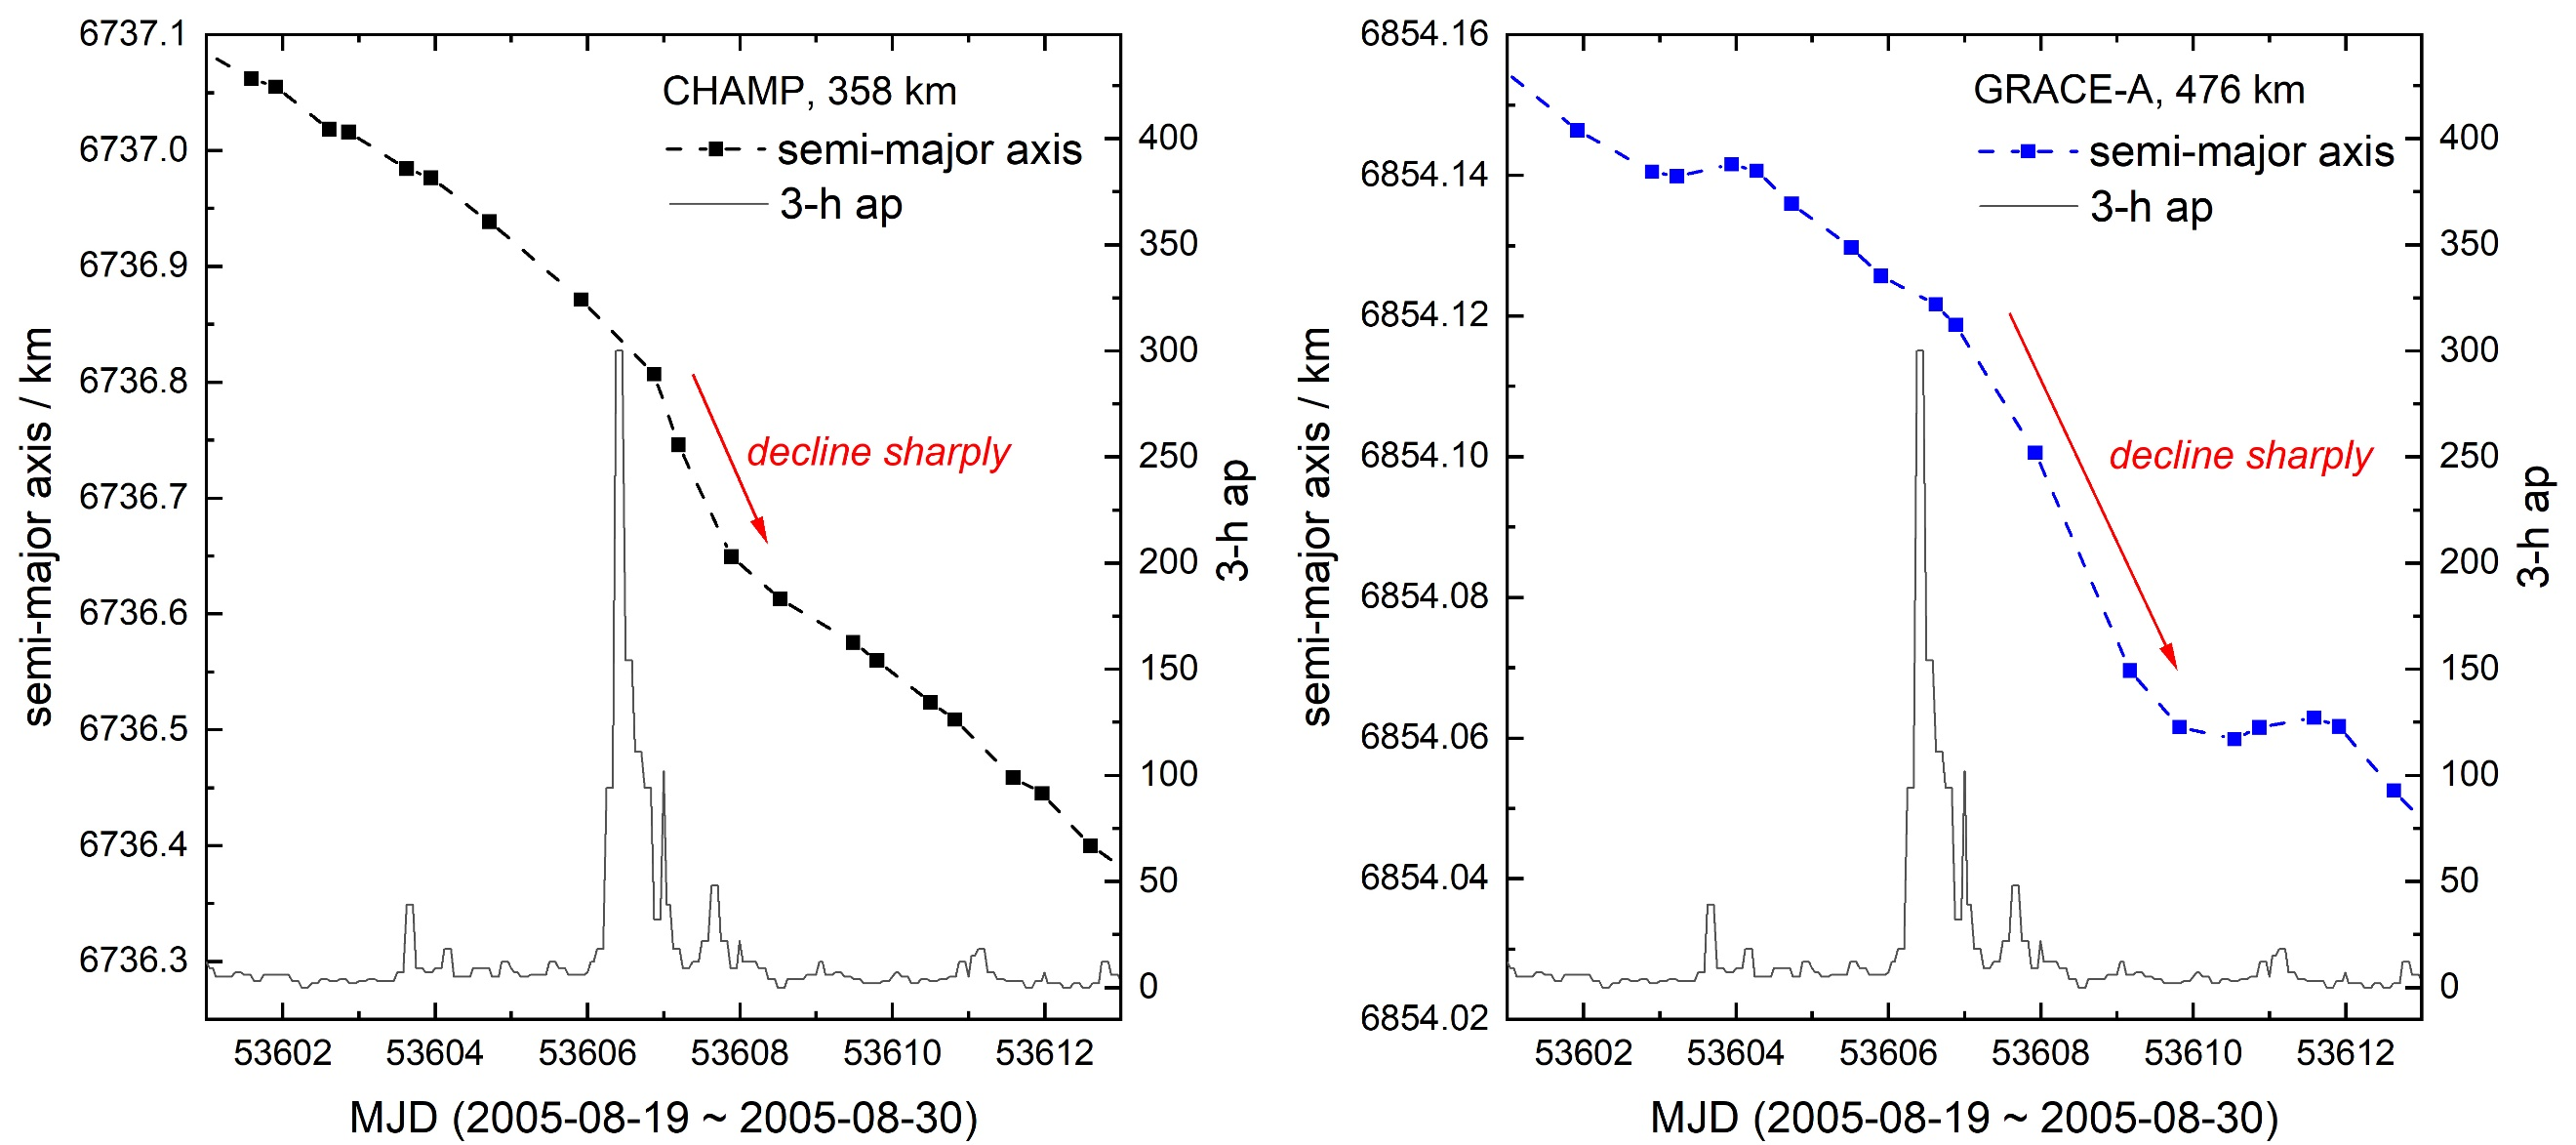 CHAMP, 358 km
semi-major axis
3-h ap
decline sharply
semi-major axis / km
6737.1
6737.0
6736.9
6736.8
6736.7
6736.6
6736.5
6736.4
6736.3
400
350
300
250
200
150
100
50
0
3-h ap
53602 53604 53606 53608 53610 53612
MJD (2005-08-19 ~ 2005-08-30)
GRACE-A, 476 km
semi-major axis
3-h ap
decline sharply
semi-major axis / km
6854.16
6854.14
6854.12
6854.10
6854.08
6854.06
6854.04
6854.02
400
350
300
250
200
150
100
50
0
3-h ap
53602 53604 53606 53608 53610 53612
MJD (2005-08-19 ~ 2005-08-30)